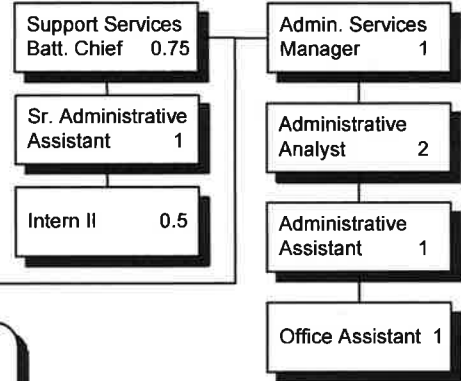 Support Services
Batt. Chief 0.75
Sr. Administrative
Assistant 1
Intern II 0.5
Admin. Services
Manager 1
Administrative
Analyst 2
Administrative
Assistant 1
Office Assistant 1